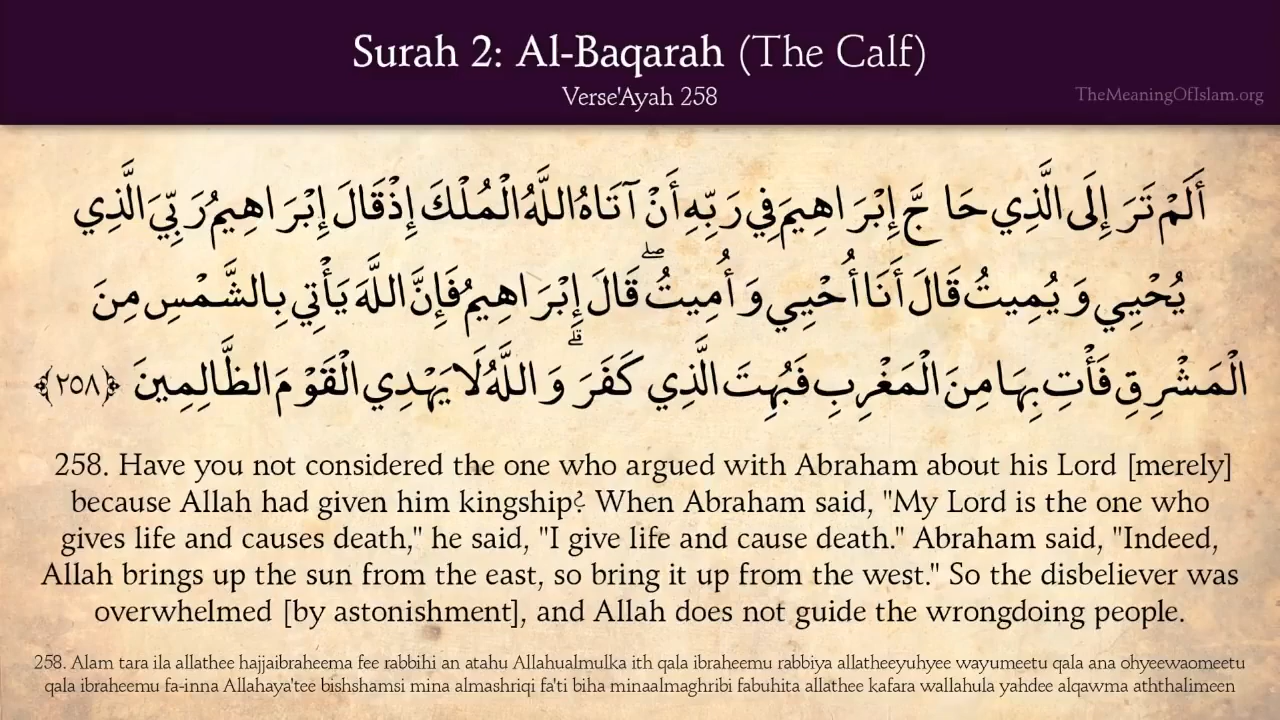 Surah 2: Al-Baqarah (The Calf)
Verse'Ayah 258
TheMeaningOfIslam.org
أَلَمْ تَرَ إِلَى الَّذِي حَاجَّ إِبْرَاهِيمَ فِي رَبِّهِ أَنْ آتَاهُ اللَّهُ الْمُلْكَ إِذْ قَالَ إِبْرَاهِيمُ رَبِّيَ الَّذِي
يُحْيِي وَيُمِيتُ قَالَ أَنَا أُحْيِي وَأُمِيتُ ۖ قَالَ إِبْرَاهِيمُ فَإِنَّ اللَّهَ يَأْتِي بِالشَّمْسِ مِنَ
الْمَشْرِقِ فَأْتِ بِهَا مِنَ الْمَغْرِبِ فَبُهِتَ الَّذِي كَفَرَ ۗ وَاللَّهُ لَا يَهْدِي الْقَوْمَ الظَّالِمِينَ ﴿٢٥٨﴾
258. Have you not considered the one who argued with Abraham about his Lord [merely]
because Allah had given him kingship? When Abraham said, "My Lord is the one who
gives life and causes death," he said, "I give life and cause death." Abraham said, "Indeed,
Allah brings up the sun from the east, so bring it up from the west." So the disbeliever was
overwhelmed [by astonishment], and Allah does not guide the wrongdoing people.
258. Alam tara ila allathee hajjaibraheema fee rabbihi an atahu Allahualmulka ith qala ibraheemu rabbiya allatheeyuhyee wayumeetu qala ana ohyeewaomeetu
qala ibraheemu fa-inna Allahaya'tee bishshamsi mina almashriqi fa'ti biha minaalmaghribi fabuhita allathee kafara wallahula yahdee alqawma aththalimeen